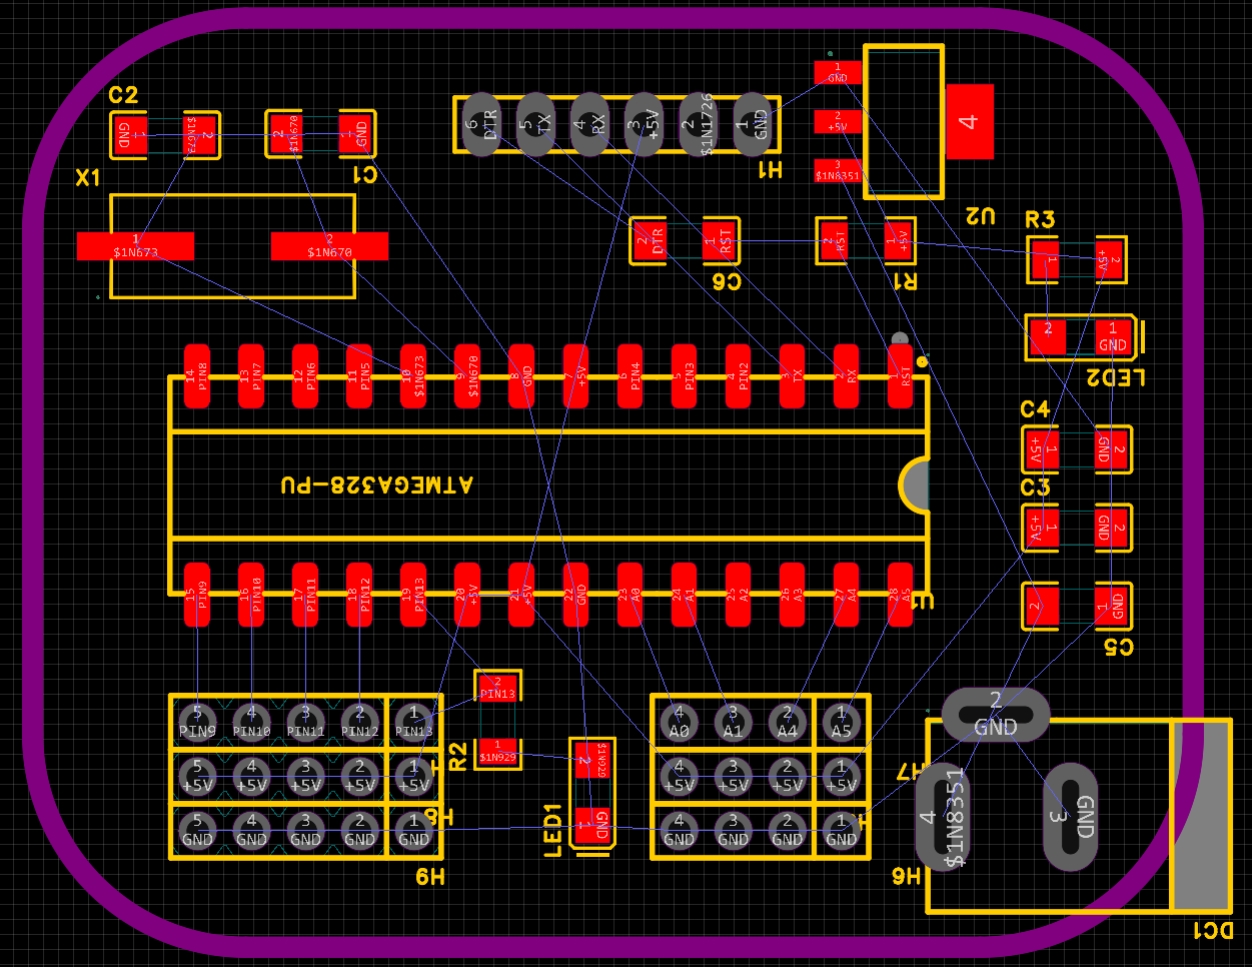 C2
GND 1
2 $1N673
2 $1N670
1 GND
C1
X1
1 $1N673
2 $1N670
6 DTR
5 TX
4 RX
3 +5V
2 $1N1726
1 GND
H1
1 GND
2 +5V
3 $1N8351
4
U2
2 DTR
1 RST
C6
2 RST
1 +5V
R1
R3
1
+5V 2
2
1 GND
LED2
14 PIN8
13 PIN7
12 PIN6
11 PIN5
10 $1N673
9 $1N670
8 GND
7 +5V
6 PIN4
5 PIN3
4 PIN2
3 TX
2 RX
1 RST
ATMEGA328-PU
C4
+5V 1
GND 2
C3
+5V 1
GND 2
2
1 GND
C5
15 PIN9
16 PIN10
17 PIN11
18 PIN12
19 PIN13
20 +5V
21 +5V
22 GND
23 A0
24 A1
25 A2
26 A3
27 A4
28 A5
U1
2 PIN13
1 $1N929
R2
5 PIN9
4 PIN10
3 PIN11
2 PIN12
1 PIN13
5 +5V
4 +5V
3 +5V
2 +5V
1 +5V
H8
5 GND
4 GND
3 GND
2 GND
1 GND
H9
2 $1N929
1 GND
LED1
4 A0
3 A1
2 A4
1 A5
H7
4 +5V
3 +5V
2 +5V
1 +5V
4 GND
3 GND
2 GND
1 GND
H6
2 GND
4 $1N8351
3 GND
DC1